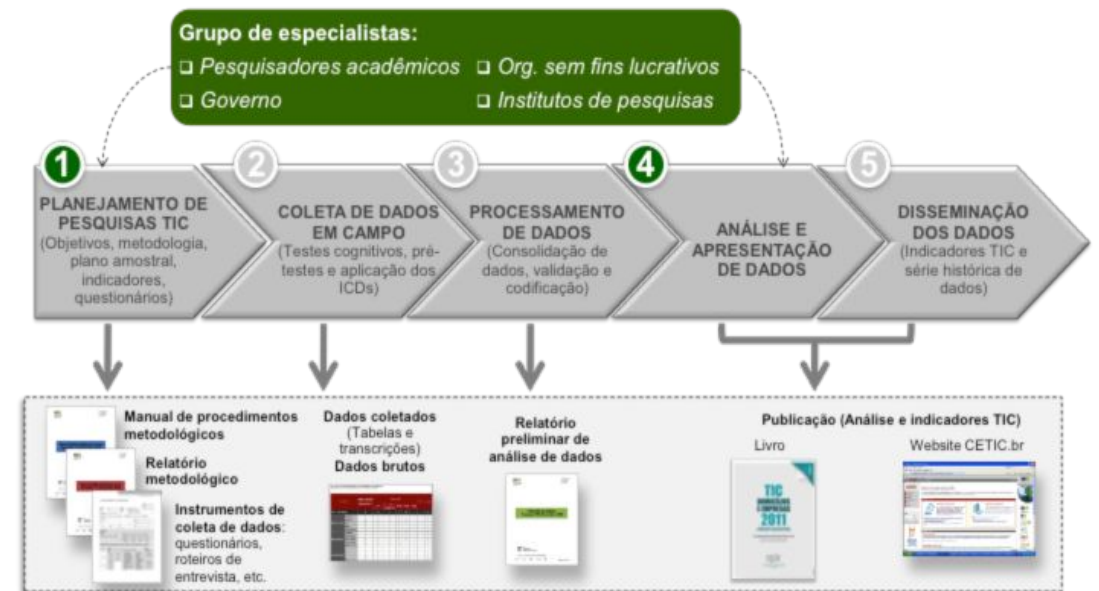 Grupo de especialistas:
Pesquisadores acadêmicos
Org. sem fins lucrativos
Governo
Institutos de pesquisas
1
PLANEJAMENTO DE
PESQUISAS TIC
(Objetivos, metodologia,
plano amostral,
indicadores,
questionários)
2
COLETA DE DADOS
EM CAMPO
(Testes cognitivos, pré-
testes e aplicação dos
ICDs)
3
PROCESSAMENTO
DE DADOS
(Consolidação de
dados, validação e
codificação)
4
ANÁLISE E
APRESENTAÇÃO
DE DADOS
5
DISSEMINAÇÃO
DOS DADOS
(Indicadores TIC e
série histórica de
dados)
Manual de procedimentos
metodológicos
Relatório
metodológico
Instrumentos de
coleta de dados:
questionários,
roteiros de
entrevista, etc.
Dados coletados
(Tabelas e
transcrições)
Dados brutos
Relatório
preliminar de
análise de dados
Publicação (Análise e indicadores TIC)
Livro
Website CETIC.br
TIC
DOMICÍLIOS
E EMPRESAS
2011